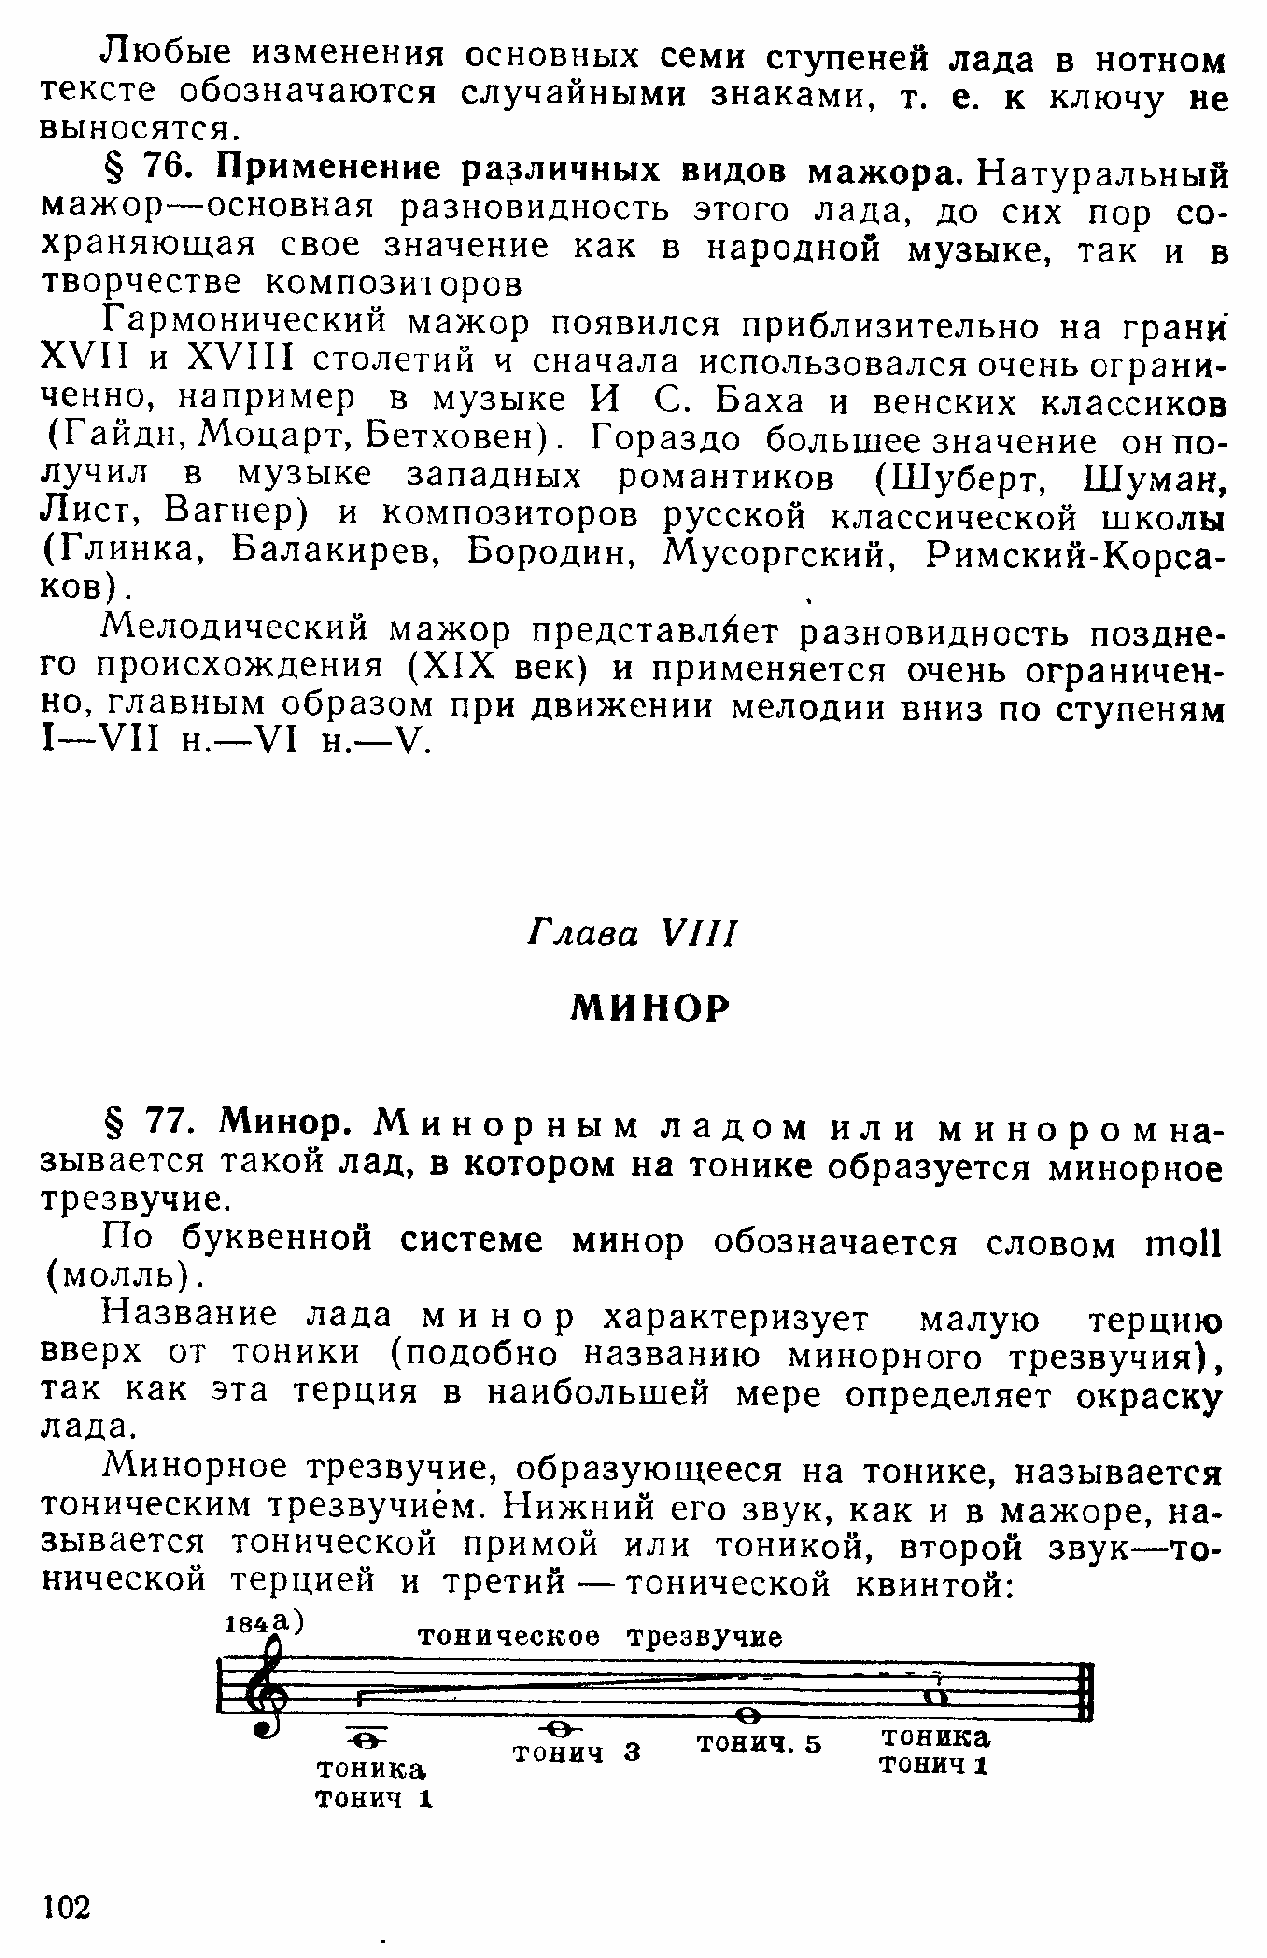 Любые изменения основных семи ступеней лада в нотном
тексте обозначаются случайными знаками, т. е. к ключу не
выносятся.
§ 76. Применение различных видов мажора. Натуральный
мажор—основная разновидность этого лада, до сих пор со-
храняющая свое значение как в народной музыке, так и в
творчестве композиторов
Гармонический мажор появился приблизительно на грани
XVII и XVIII столетий и сначала использовался очень ограни-
ченно, например в музыке И С. Баха и венских классиков
(Гайдн, Моцарт, Бетховен). Гораздо большее значение он по-
лучил в музыке западных романтиков (Шуберт, Шуман,
Лист, Вагнер) и композиторов русской классической школы
(Глинка, Балакирев, Бородин, Мусоргский, Римский-Корса-
ков).
Мелодический мажор представляет разновидность поздне-
го происхождения (XIX век) и применяется очень ограничен-
но, главным образом при движении мелодии вниз по ступеням
I—VII н.—VI н.—V.
Глава VIII
МИНОР
§ 77. Минор. Минорным ладом или минором на-
зывается такой лад, в котором на тонике образуется минорное
трезвучие.
По буквенной системе минор обозначается словом moll
(молль).
Название лада минор характеризует малую терцию
вверх от тоники (подобно названию минорного трезвучия),
так как эта терция в наибольшей мере определяет окраску
лада.
Минорное трезвучие, образующееся на тонике, называется
тоническим трезвучием. Нижний его звук, как и в мажоре, на-
зывается тонической примой или тоникой, второй звук—то-
нической терцией и третий — тонической квинтой:
184а)
тоническое трезвучие
тоника
тонич 1
тонич 3
тонич. 5
тоника
тонич 1
102